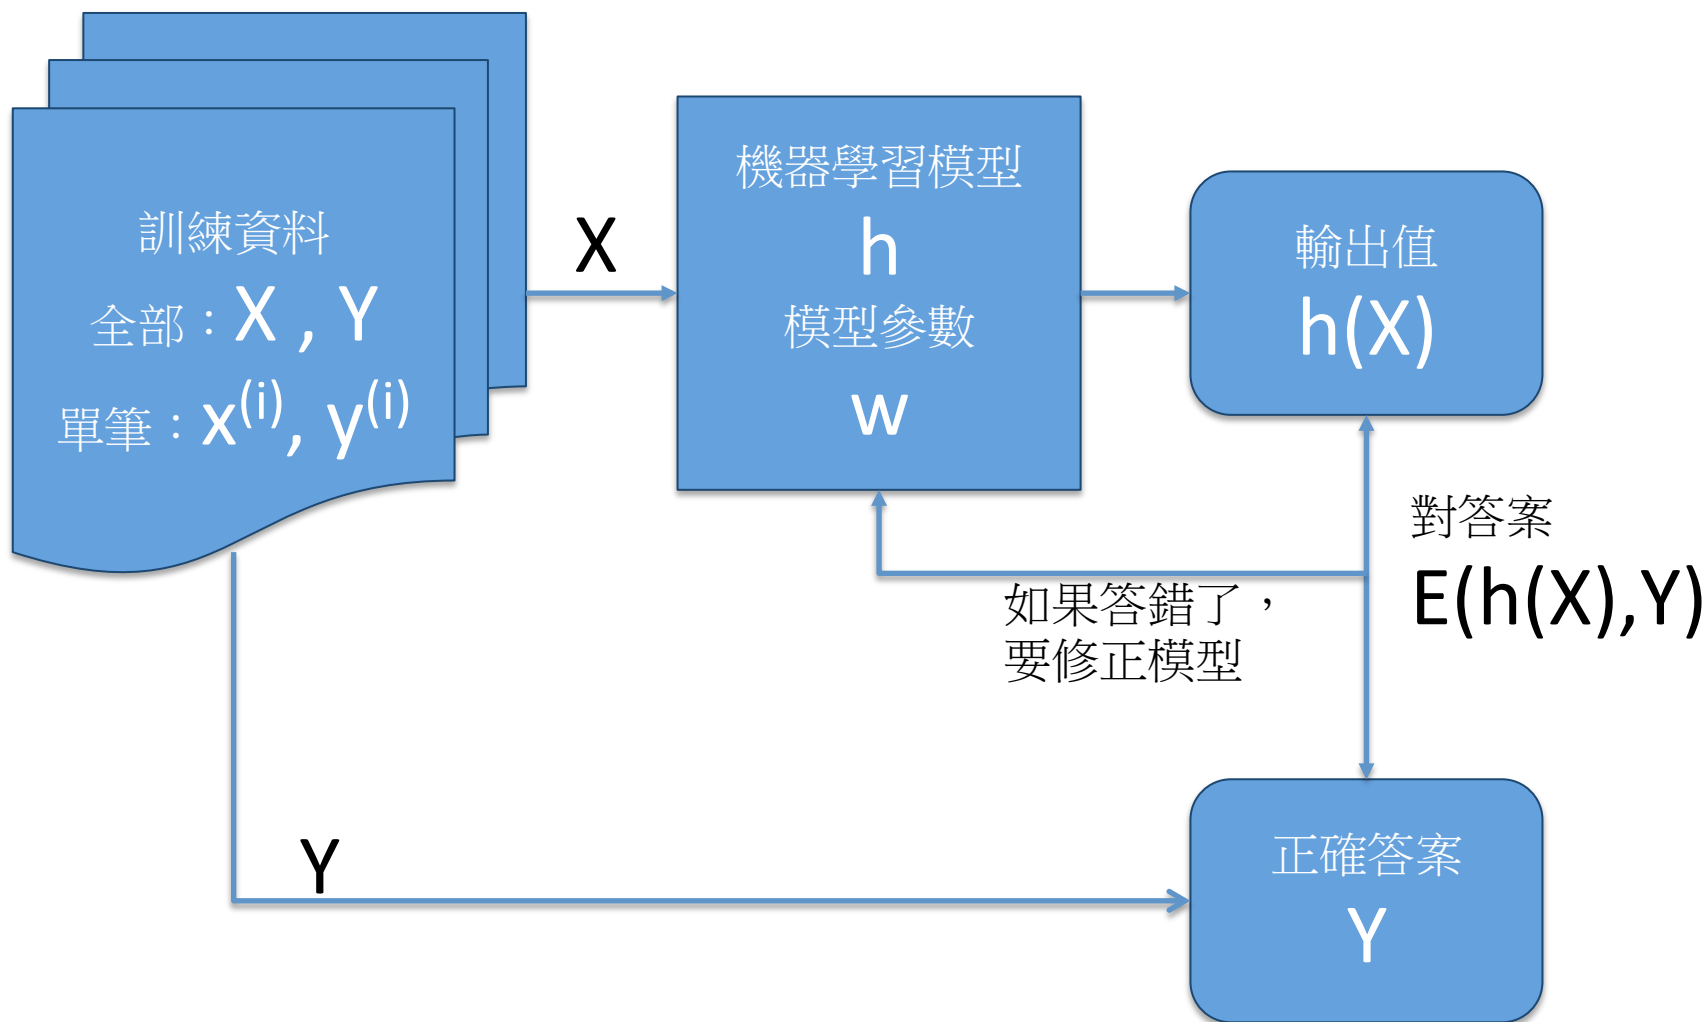 訓練資料
全部：X , Y
單筆：x⁽ⁱ⁾, y⁽ⁱ⁾
X
機器學習模型
h
模型參數
w
輸出值
h(X)
對答案
E(h(X),Y)
如果答錯了，
要修正模型
Y
正確答案
Y